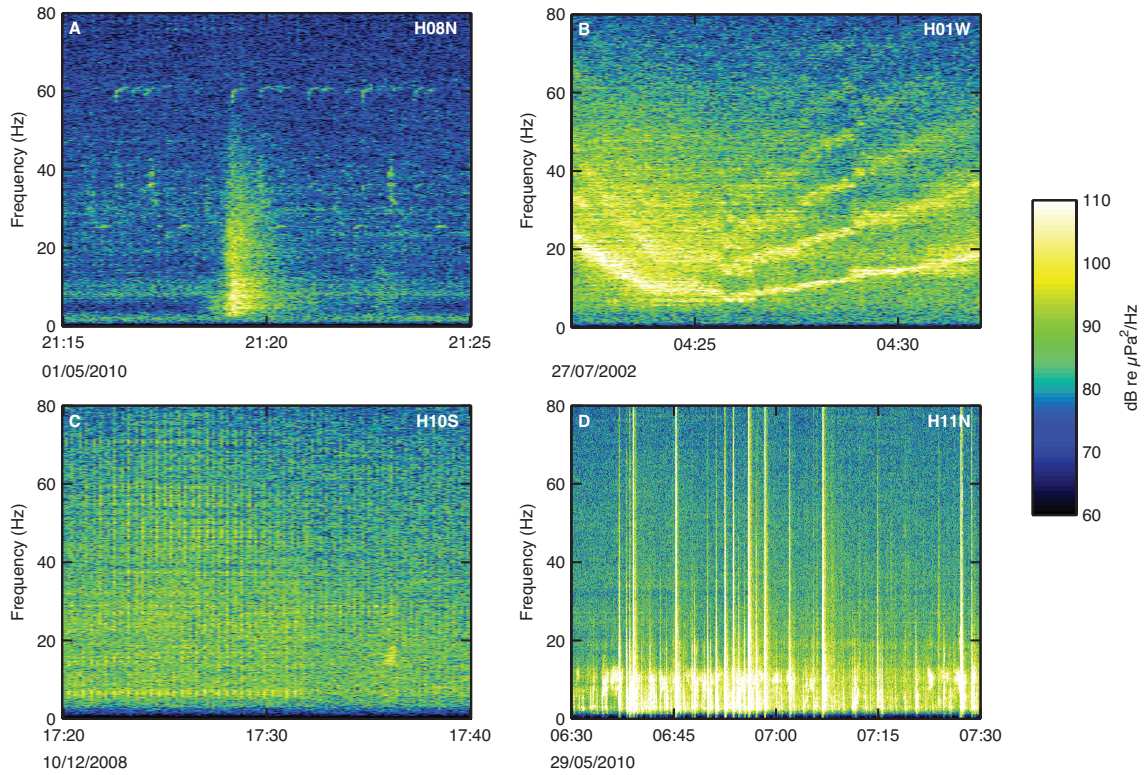 A H08N
80
60
40
20
0
Frequency (Hz)
21:15 21:20 21:25
01/05/2010
B H01W
80
60
40
20
0
Frequency (Hz)
04:25 04:30
27/07/2002
C H10S
80
60
40
20
0
Frequency (Hz)
17:20 17:30 17:40
10/12/2008
D H11N
80
60
40
20
0
Frequency (Hz)
06:30 06:45 07:00 07:15 07:30
29/05/2010
110
100
90
80
70
60
dB re μPa²/Hz